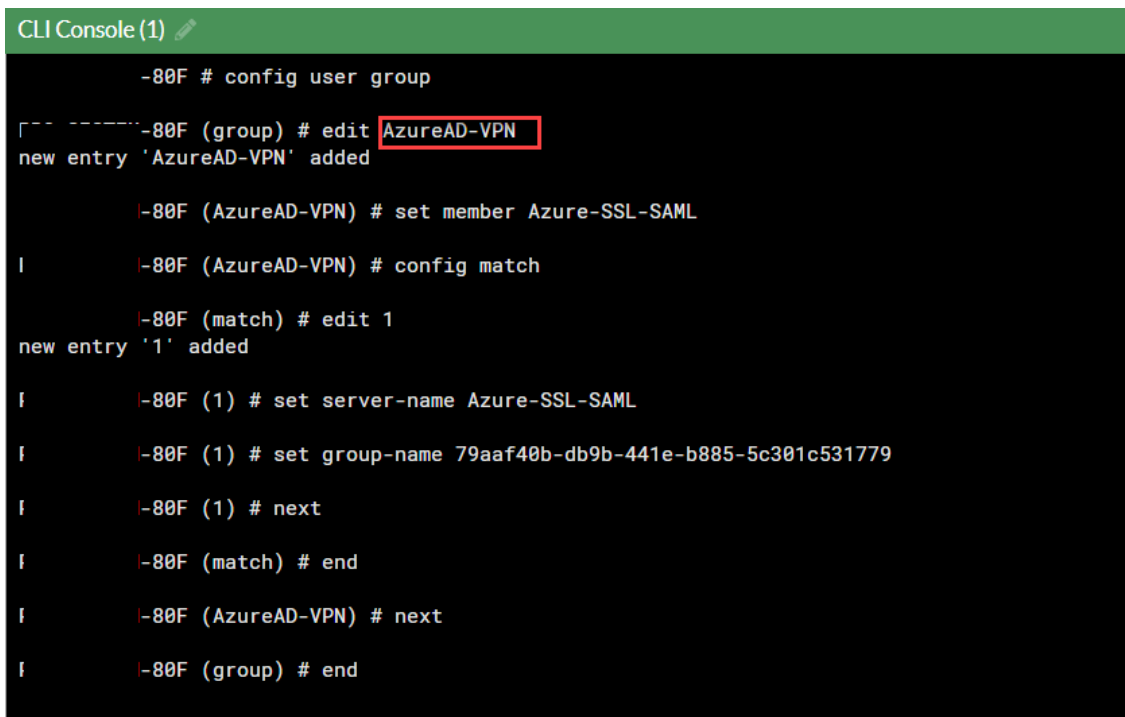 CLI Console (1)
-80F # config user group
-80F (group) # edit AzureAD-VPN
new entry 'AzureAD-VPN' added
-80F (AzureAD-VPN) # set member Azure-SSL-SAML
-80F (AzureAD-VPN) # config match
-80F (match) # edit 1
new entry '1' added
-80F (1) # set server-name Azure-SSL-SAML
-80F (1) # set group-name 79aaf40b-db9b-441e-b885-5c301c531779
-80F (1) # next
-80F (match) # end
-80F (AzureAD-VPN) # next
-80F (group) # end